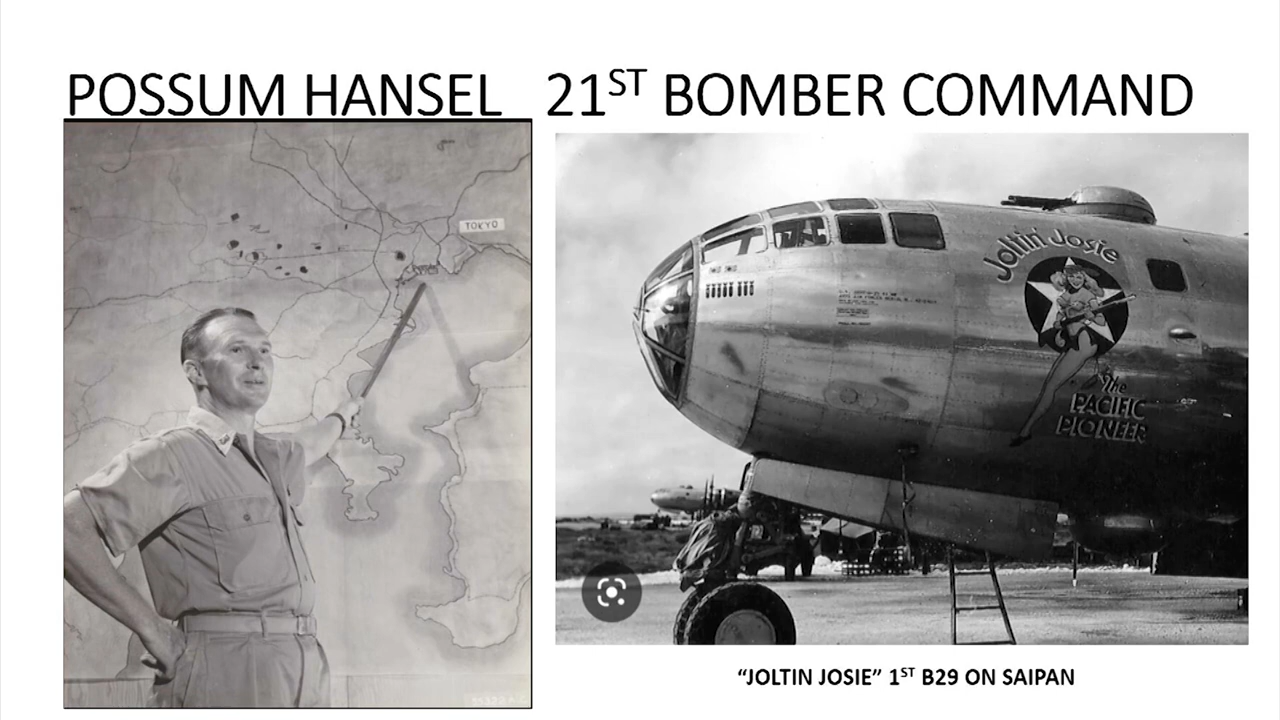 POSSUM HANSEL 21ST BOMBER COMMAND
TOKYO
Joltin' Josie
The
PACIFIC
PIONEER
"JOLTIN JOSIE" 1ST B29 ON SAIPAN